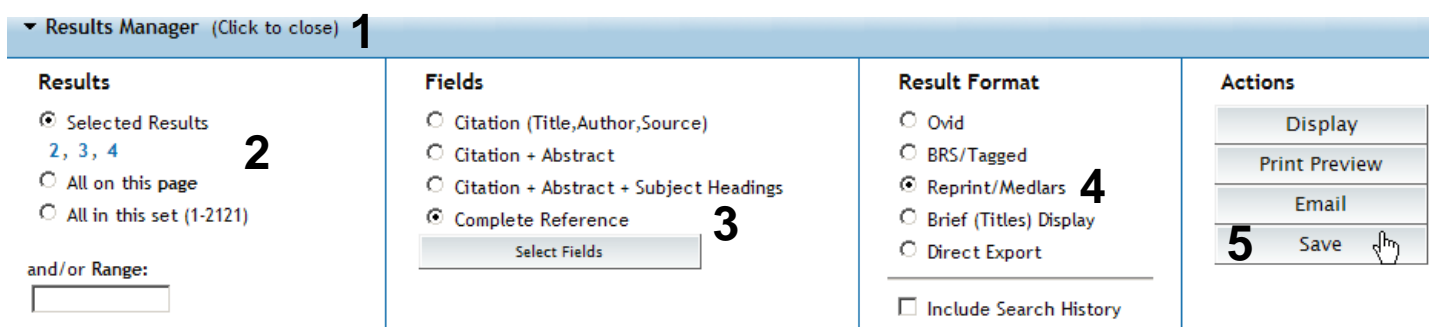 Results Manager (Click to close) 1
Results
Selected Results
2, 3, 4
2
All on this page
All in this set (1-2121)
and/or Range:
Fields
Citation (Title,Author,Source)
Citation + Abstract
Citation + Abstract + Subject Headings
Complete Reference
3
Select Fields
Result Format
Ovid
BRS/Tagged
Reprint/Medlars 4
Brief (Titles) Display
Direct Export
Include Search History
Actions
Display
Print Preview
Email
5 Save